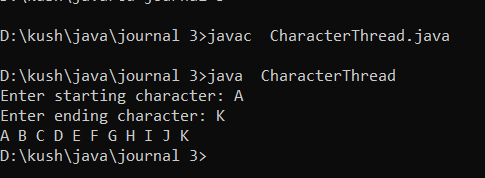 D:\kush\java\journal 3>javac  CharacterThread.java
D:\kush\java\journal 3>java  CharacterThread
Enter starting character: A
Enter ending character: K
A B C D E F G H I J K
D:\kush\java\journal 3>